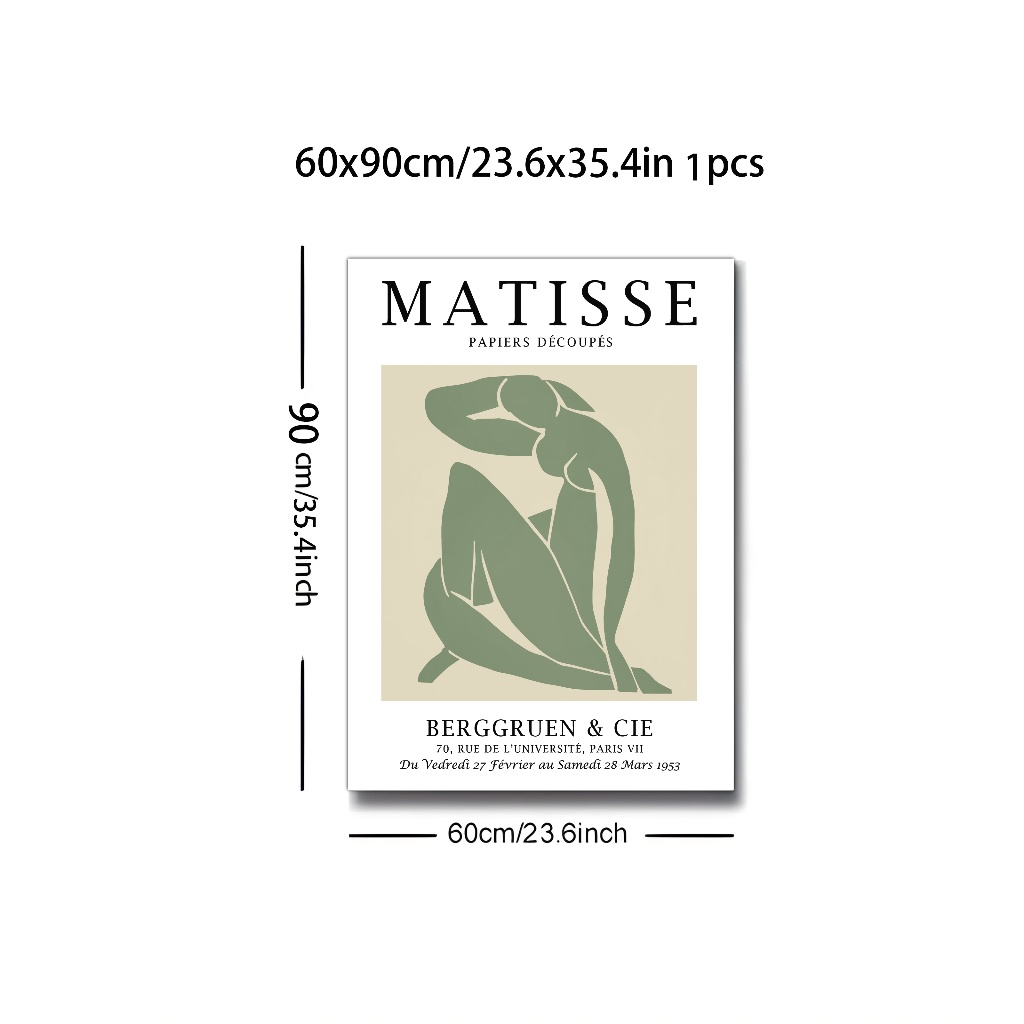 60x90cm/23.6x35.4in 1pcs
90 cm/35.4inch
MATISSE
PAPIERS DÉCOUPÉS
BERGGRUEN & CIE
70, RUE DE L'UNIVERSITÉ, PARIS VII
Du Vedredi 27 Février au Samedi 28 Mars 1953
60cm/23.6inch